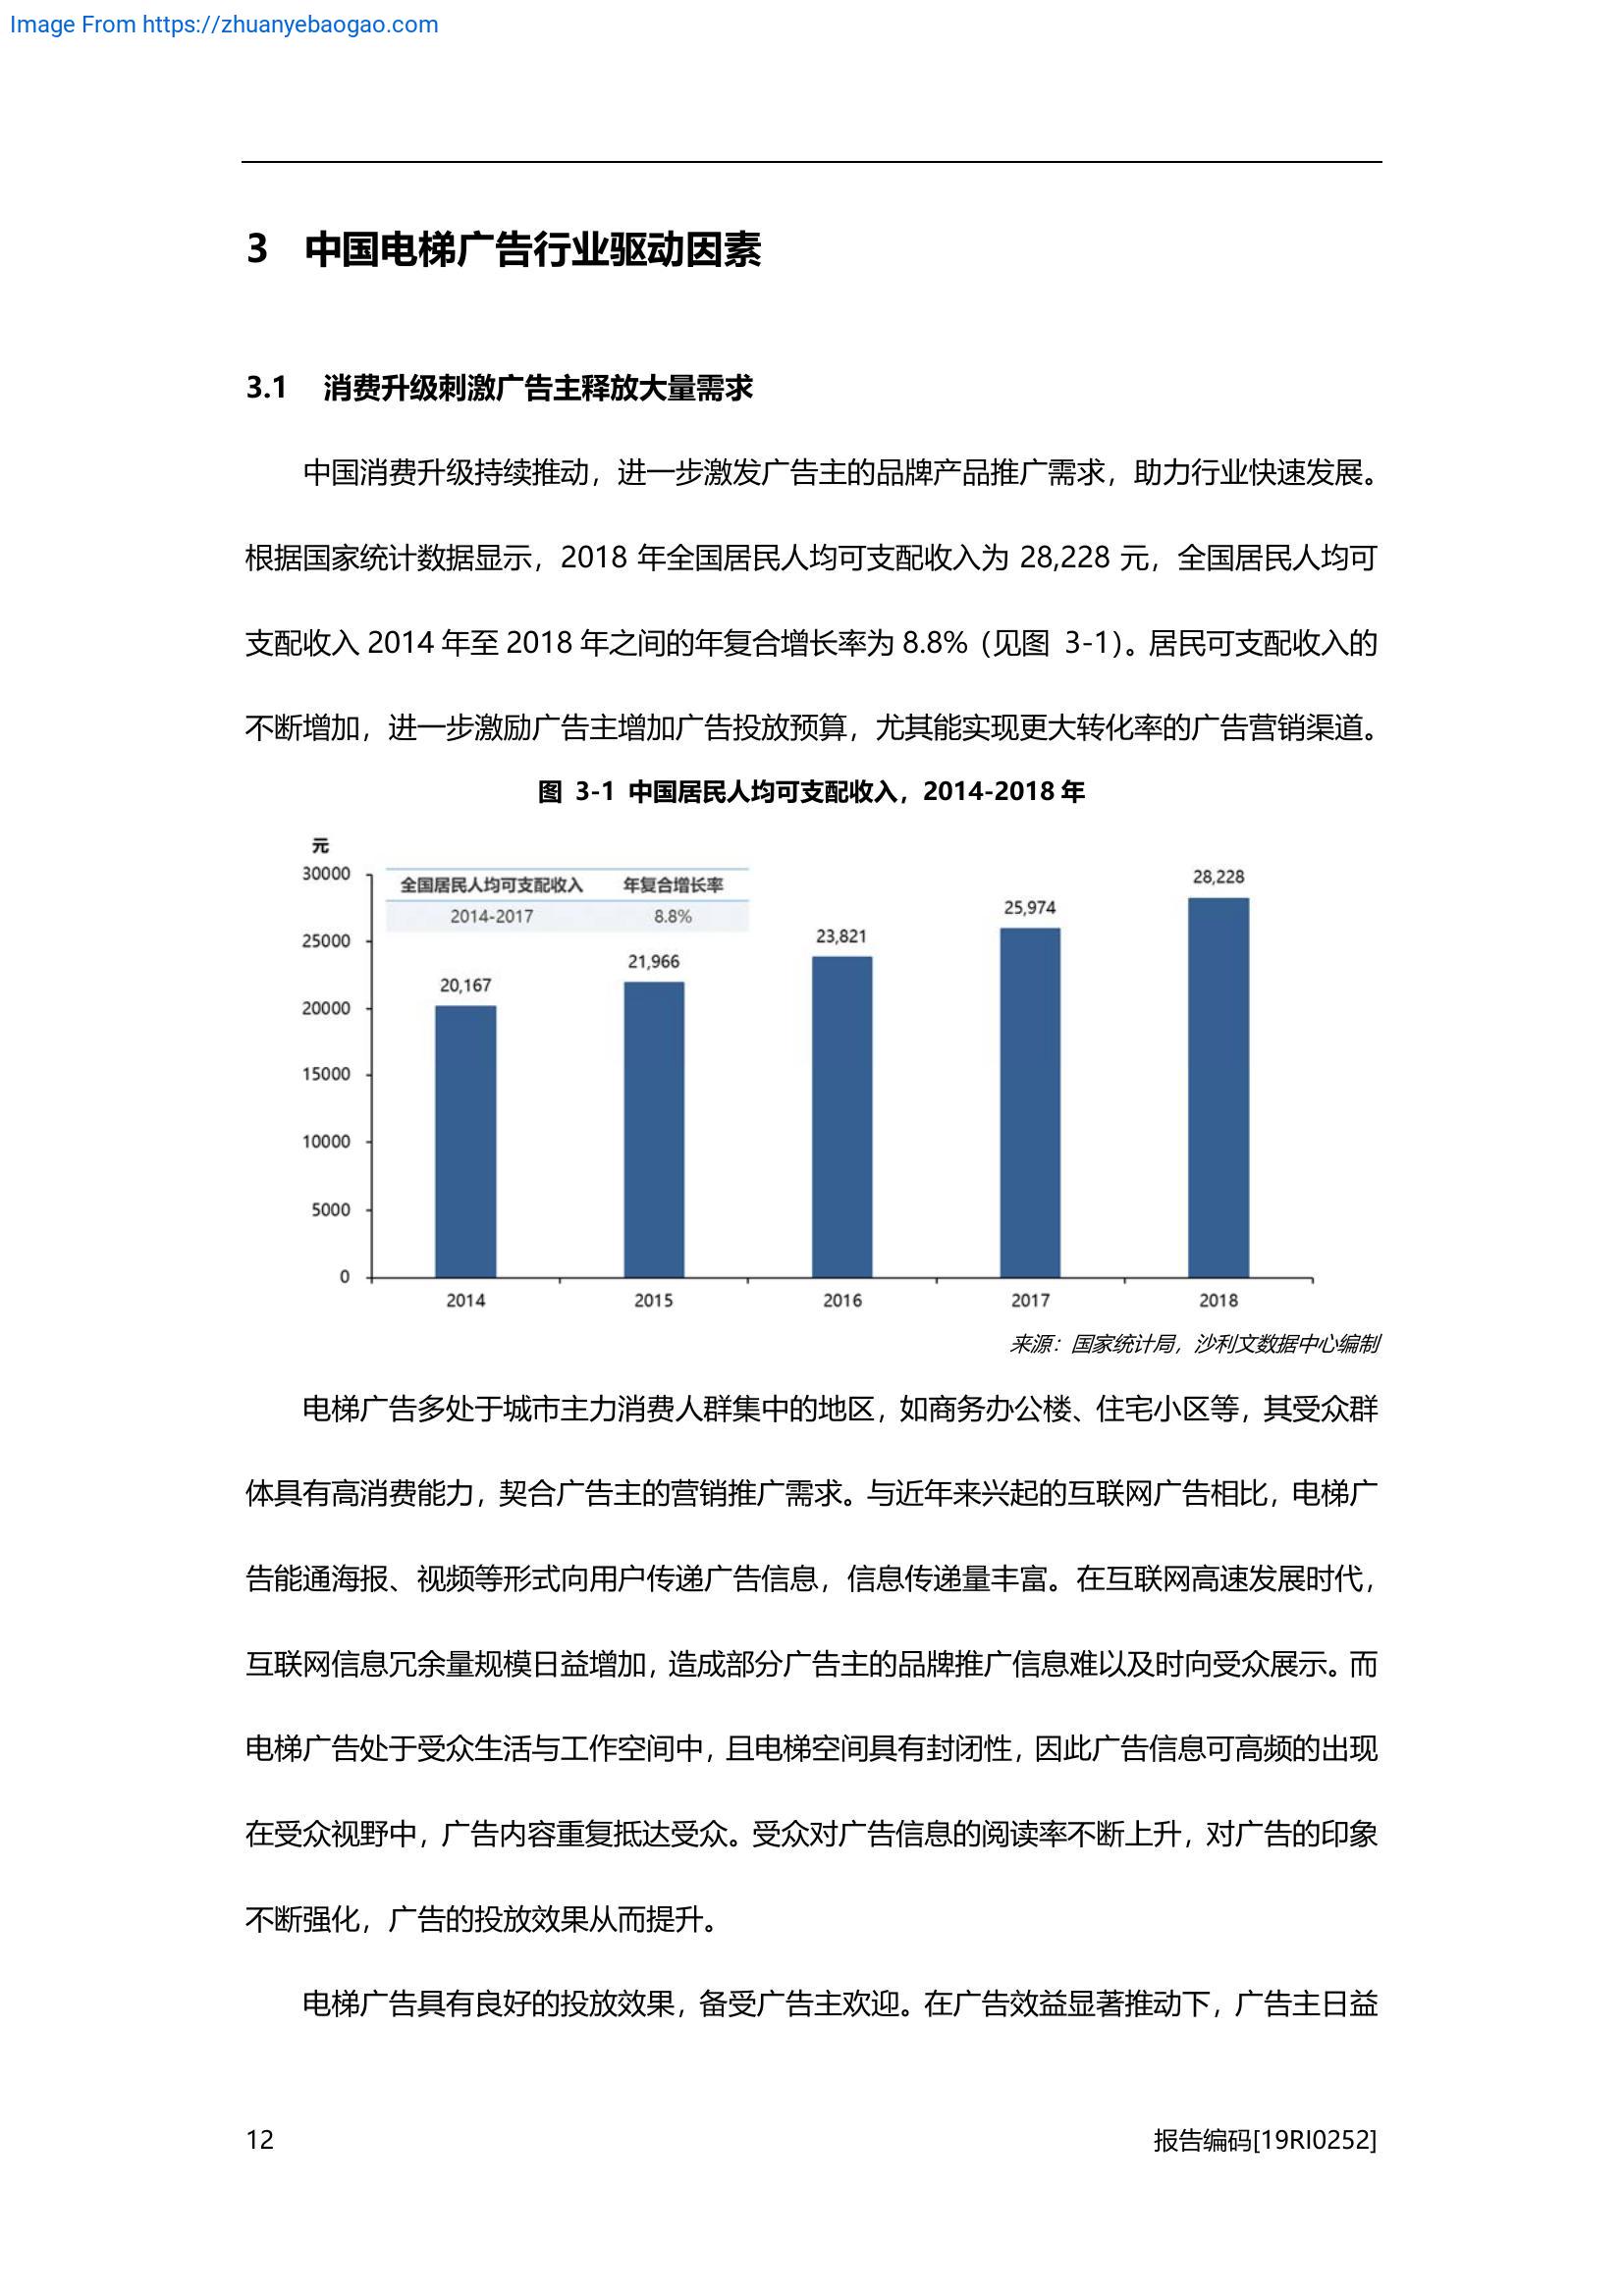 Image From https://zhuanyebaogao.com
3 中国电梯广告行业驱动因素
3.1 消费升级刺激广告主释放大量需求
中国消费升级持续推动，进一步激发广告主的品牌产品推广需求，助力行业快速发展。
根据国家统计数据显示，2018 年全国居民人均可支配收入为 28,228 元，全国居民人均可
支配收入 2014 年至 2018 年之间的年复合增长率为 8.8%（见图 3-1）。居民可支配收入的
不断增加，进一步激励广告主增加广告投放预算，尤其能实现更大转化率的广告营销渠道。
图 3-1 中国居民人均可支配收入，2014-2018 年
元
30000
25000
20000
15000
10000
5000
0
全国居民人均可支配收入 年复合增长率
2014-2017 8.8%
20,167
21,966
23,821
25,974
28,228
2014 2015 2016 2017 2018
来源：国家统计局，沙利文数据中心编制
电梯广告多处于城市主力消费人群集中的地区，如商务办公楼、住宅小区等，其受众群
体具有高消费能力，契合广告主的营销推广需求。与近年来兴起的互联网广告相比，电梯广
告能通海报、视频等形式向用户传递广告信息，信息传递量丰富。在互联网高速发展时代，
互联网信息冗余量规模日益增加，造成部分广告主的品牌推广信息难以及时向受众展示。而
电梯广告处于受众生活与工作空间中，且电梯空间具有封闭性，因此广告信息可高频的出现
在受众视野中，广告内容重复抵达受众。受众对广告信息的阅读率不断上升，对广告的印象
不断强化，广告的投放效果从而提升。
电梯广告具有良好的投放效果，备受广告主欢迎。在广告效益显著推动下，广告主日益
12 报告编码[19RI0252]